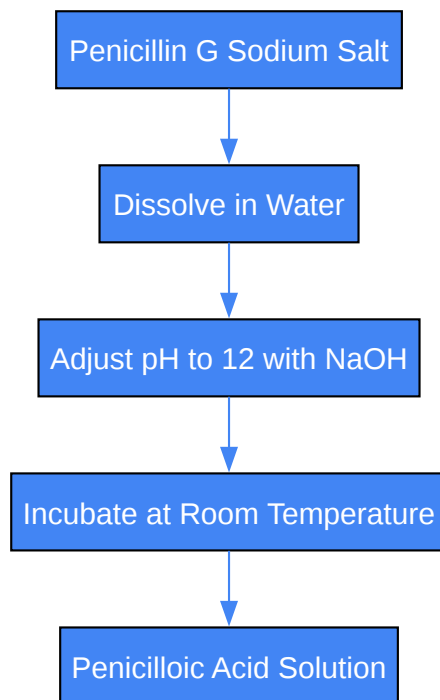 Penicillin G Sodium Salt
Dissolve in Water
Adjust pH to 12 with NaOH
Incubate at Room Temperature
Penicilloic Acid Solution